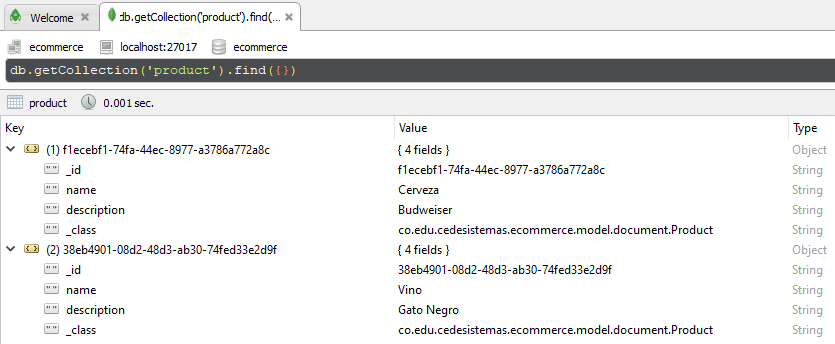 Welcome db.getCollection('product').find(...
ecommerce localhost:27017 ecommerce
db.getCollection('product').find({})
product 0.001 sec.
Key Value Type
(1) f1ecebf1-74fa-44ec-8977-a3786a772a8c { 4 fields } Object
_id f1ecebf1-74fa-44ec-8977-a3786a772a8c String
name Cerveza String
description Budweiser String
_class co.edu.cedesistemas.ecommerce.model.document.Product String
(2) 38eb4901-08d2-48d3-ab30-74fed33e2d9f { 4 fields } Object
_id 38eb4901-08d2-48d3-ab30-74fed33e2d9f String
name Vino String
description Gato Negro String
_class co.edu.cedesistemas.ecommerce.model.document.Product String